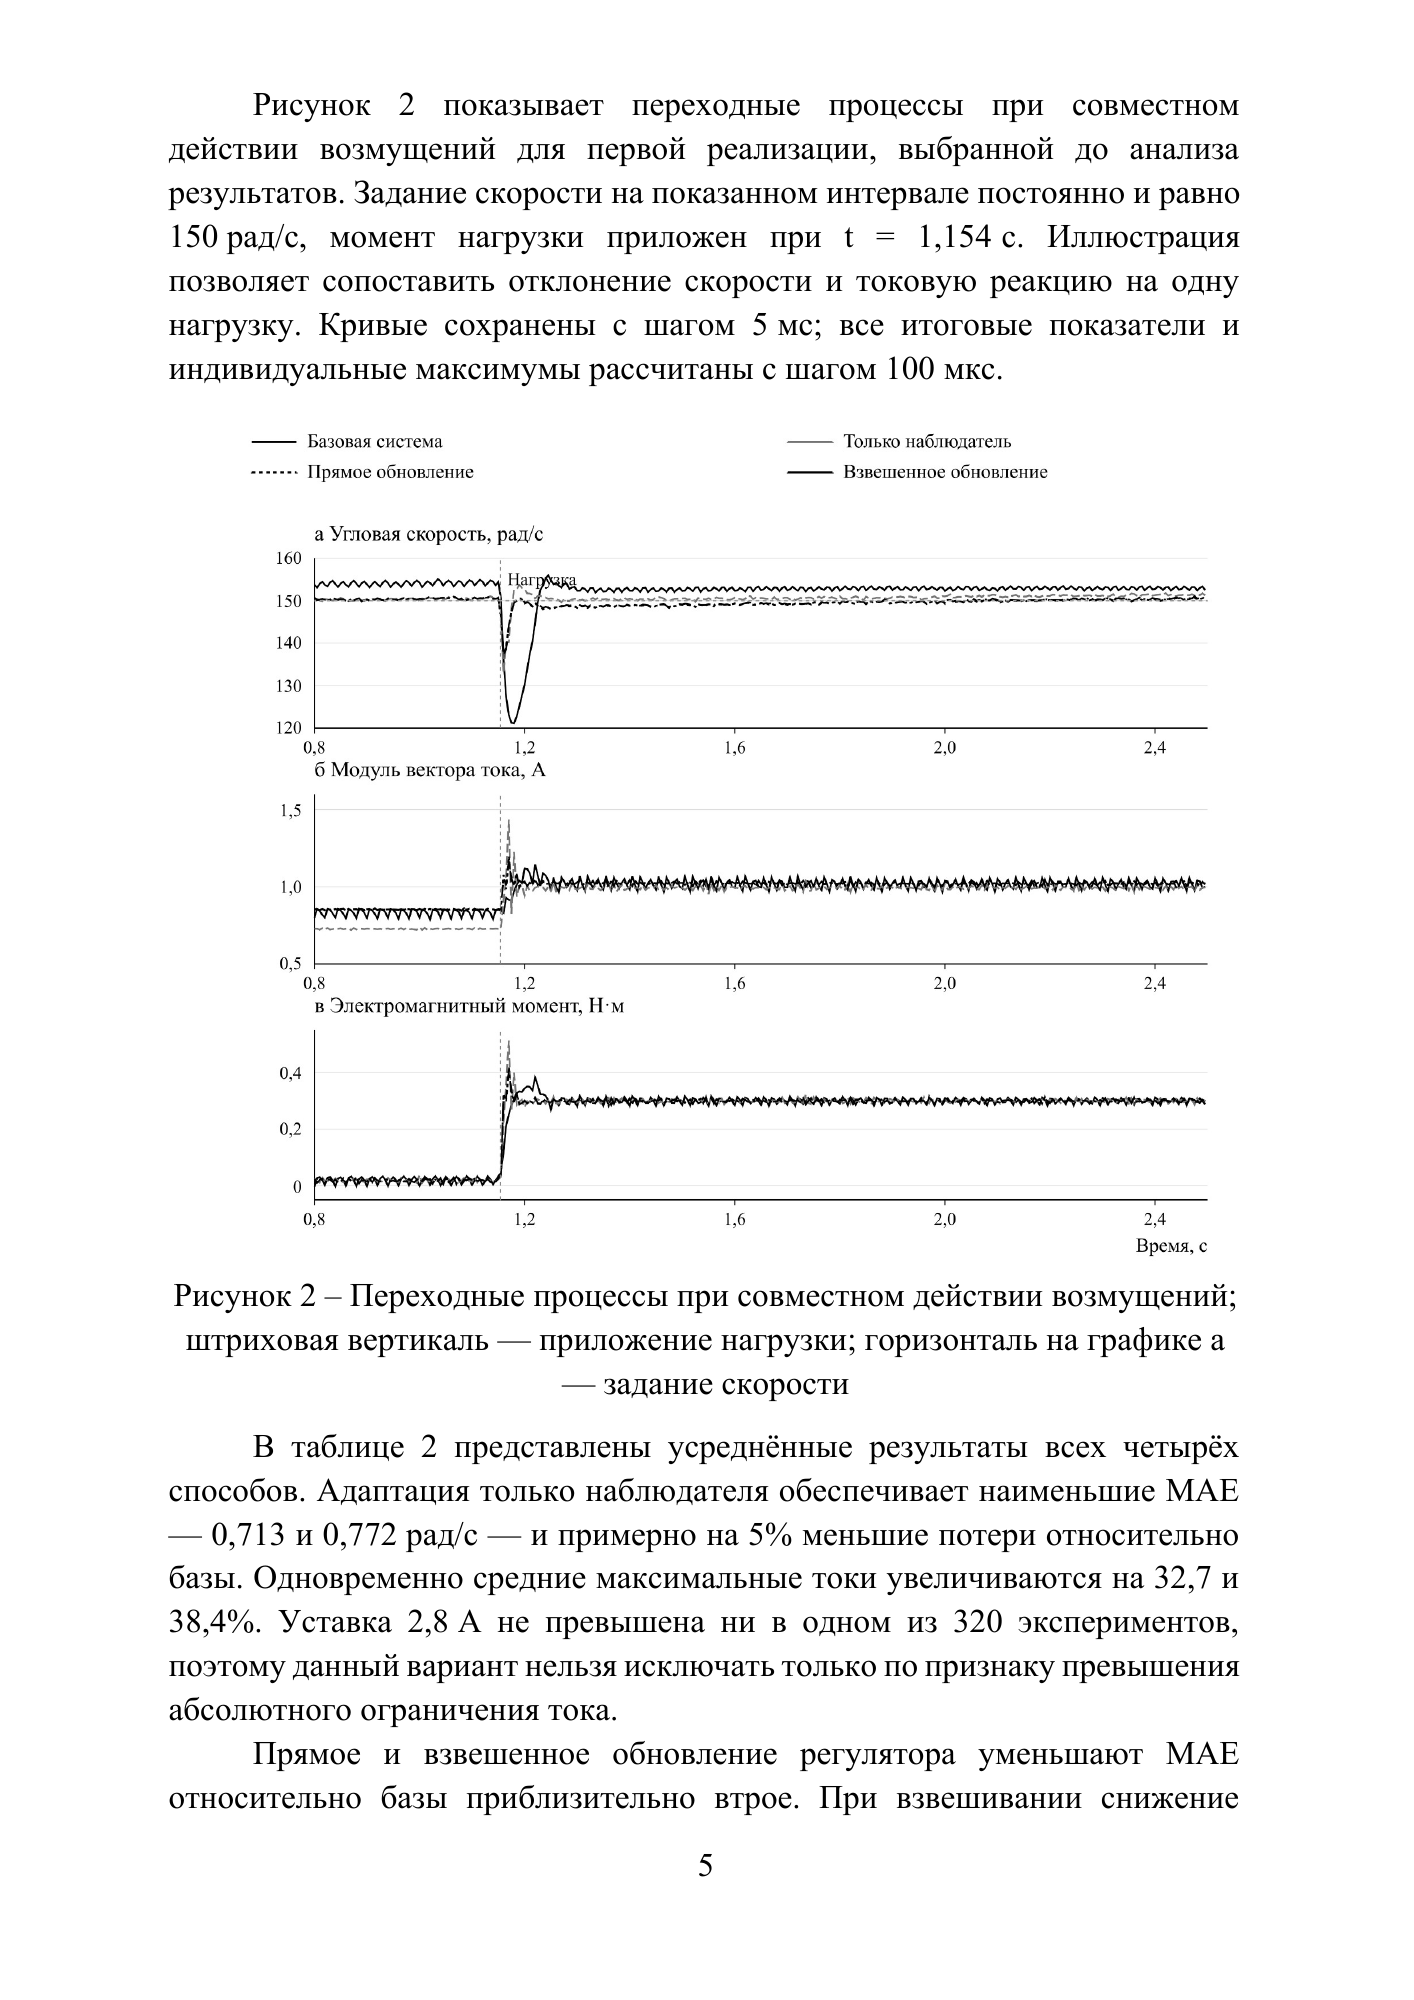 Рисунок 2 показывает переходные процессы при совместном
действии возмущений для первой реализации, выбранной до анализа
результатов. Задание скорости на показанном интервале постоянно и равно
150 рад/с, момент нагрузки приложен при t = 1,154 с. Иллюстрация
позволяет сопоставить отклонение скорости и токовую реакцию на одну
нагрузку. Кривые сохранены с шагом 5 мс; все итоговые показатели и
индивидуальные максимумы рассчитаны с шагом 100 мкс.
Базовая система
Только наблюдатель
Прямое обновление
Взвешенное обновление
а Угловая скорость, рад/с
160
Нагрузка
150
140
130
120
0,8 1,2 1,6 2,0 2,4
б Модуль вектора тока, А
1,5
1,0
0,5
0,8 1,2 1,6 2,0 2,4
в Электромагнитный момент, Н·м
0,4
0,2
0
0,8 1,2 1,6 2,0 2,4
Время, с
Рисунок 2 – Переходные процессы при совместном действии возмущений;
штриховая вертикаль — приложение нагрузки; горизонталь на графике а
— задание скорости
В таблице 2 представлены усреднённые результаты всех четырёх
способов. Адаптация только наблюдателя обеспечивает наименьшие MAE
— 0,713 и 0,772 рад/с — и примерно на 5% меньшие потери относительно
базы. Одновременно средние максимальные токи увеличиваются на 32,7 и
38,4%. Уставка 2,8 А не превышена ни в одном из 320 экспериментов,
поэтому данный вариант нельзя исключать только по признаку превышения
абсолютного ограничения тока.
Прямое и взвешенное обновление регулятора уменьшают MAE
относительно базы приблизительно втрое. При взвешивании снижение
5